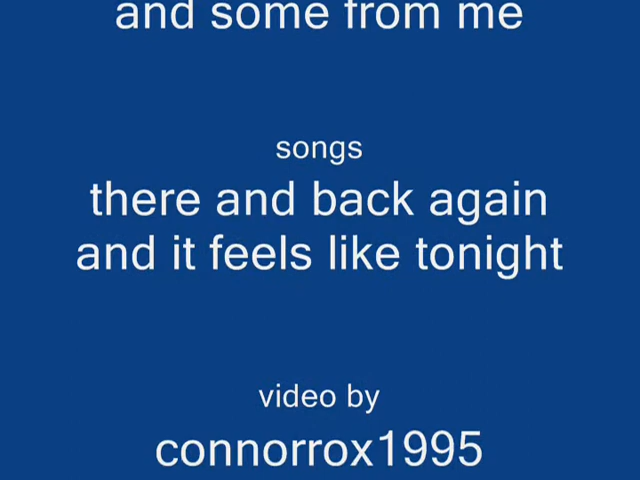 and some from me
songs
there and back again
and it feels like tonight
video by
connorrox1995